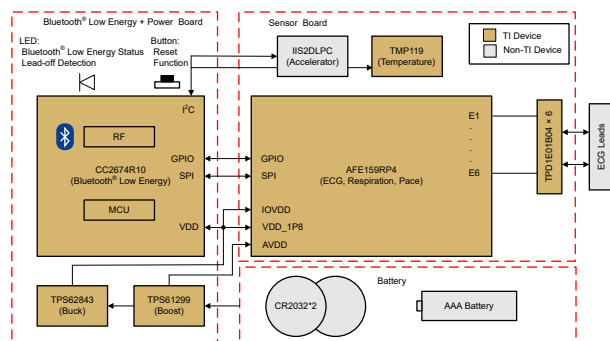 Bluetooth® Low Energy + Power Board
LED:
Bluetooth® Low Energy Status
Lead-off Detection
Button:
Reset
Function
Sensor Board
IIS2DLPC
(Accelerator)
TMP119
(Temperature)
TI Device
Non-TI Device
I²C
RF
CC2674R10
(Bluetooth® Low Energy)
MCU
GPIO
SPI
VDD
GPIO
SPI
IOVDD
VDD_1P8
AVDD
AFE159RP4
(ECG, Respiration, Pace)
E1
.
.
.
.
E6
TPD1E01B04 × 6
ECG Leads
TPS62843
(Buck)
TPS61299
(Boost)
Battery
CR2032*2
AAA Battery